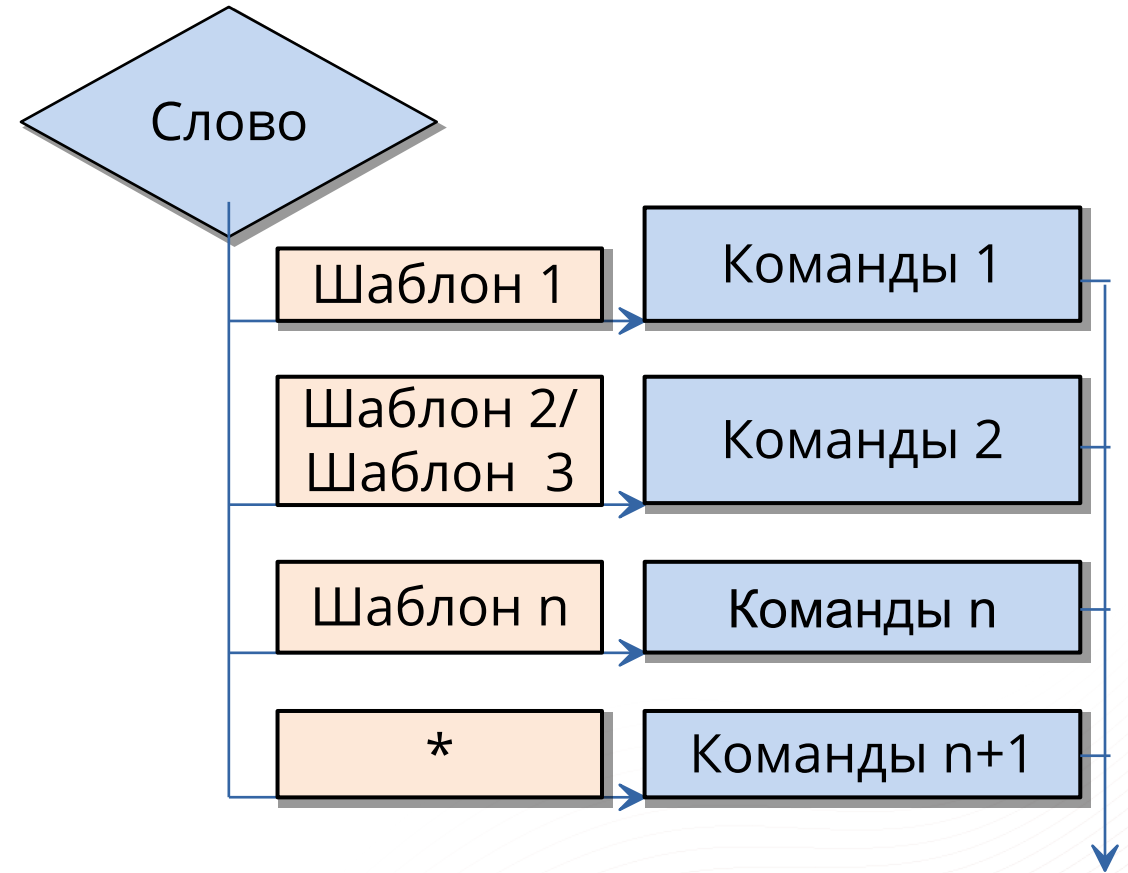 Слово
Шаблон 1
Команды 1
Шаблон 2/
Шаблон  3
Команды 2
Шаблон n
Команды n
*
Команды n+1